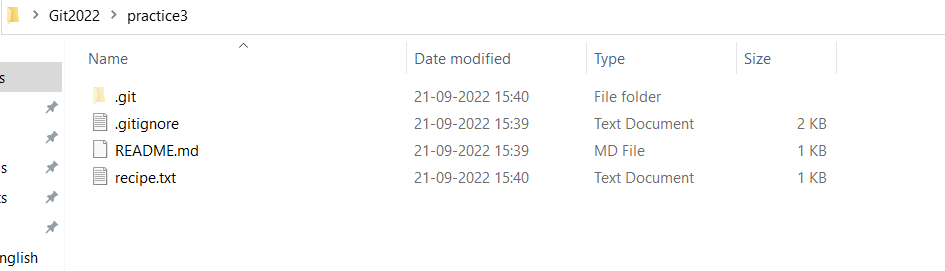 Git2022 > practice3
Name Date modified Type Size
s
.git 21-09-2022 15:40 File folder
.gitignore 21-09-2022 15:39 Text Document 2 KB
README.md 21-09-2022 15:39 MD File 1 KB
s recipe.txt 21-09-2022 15:40 Text Document 1 KB
ts
nglish